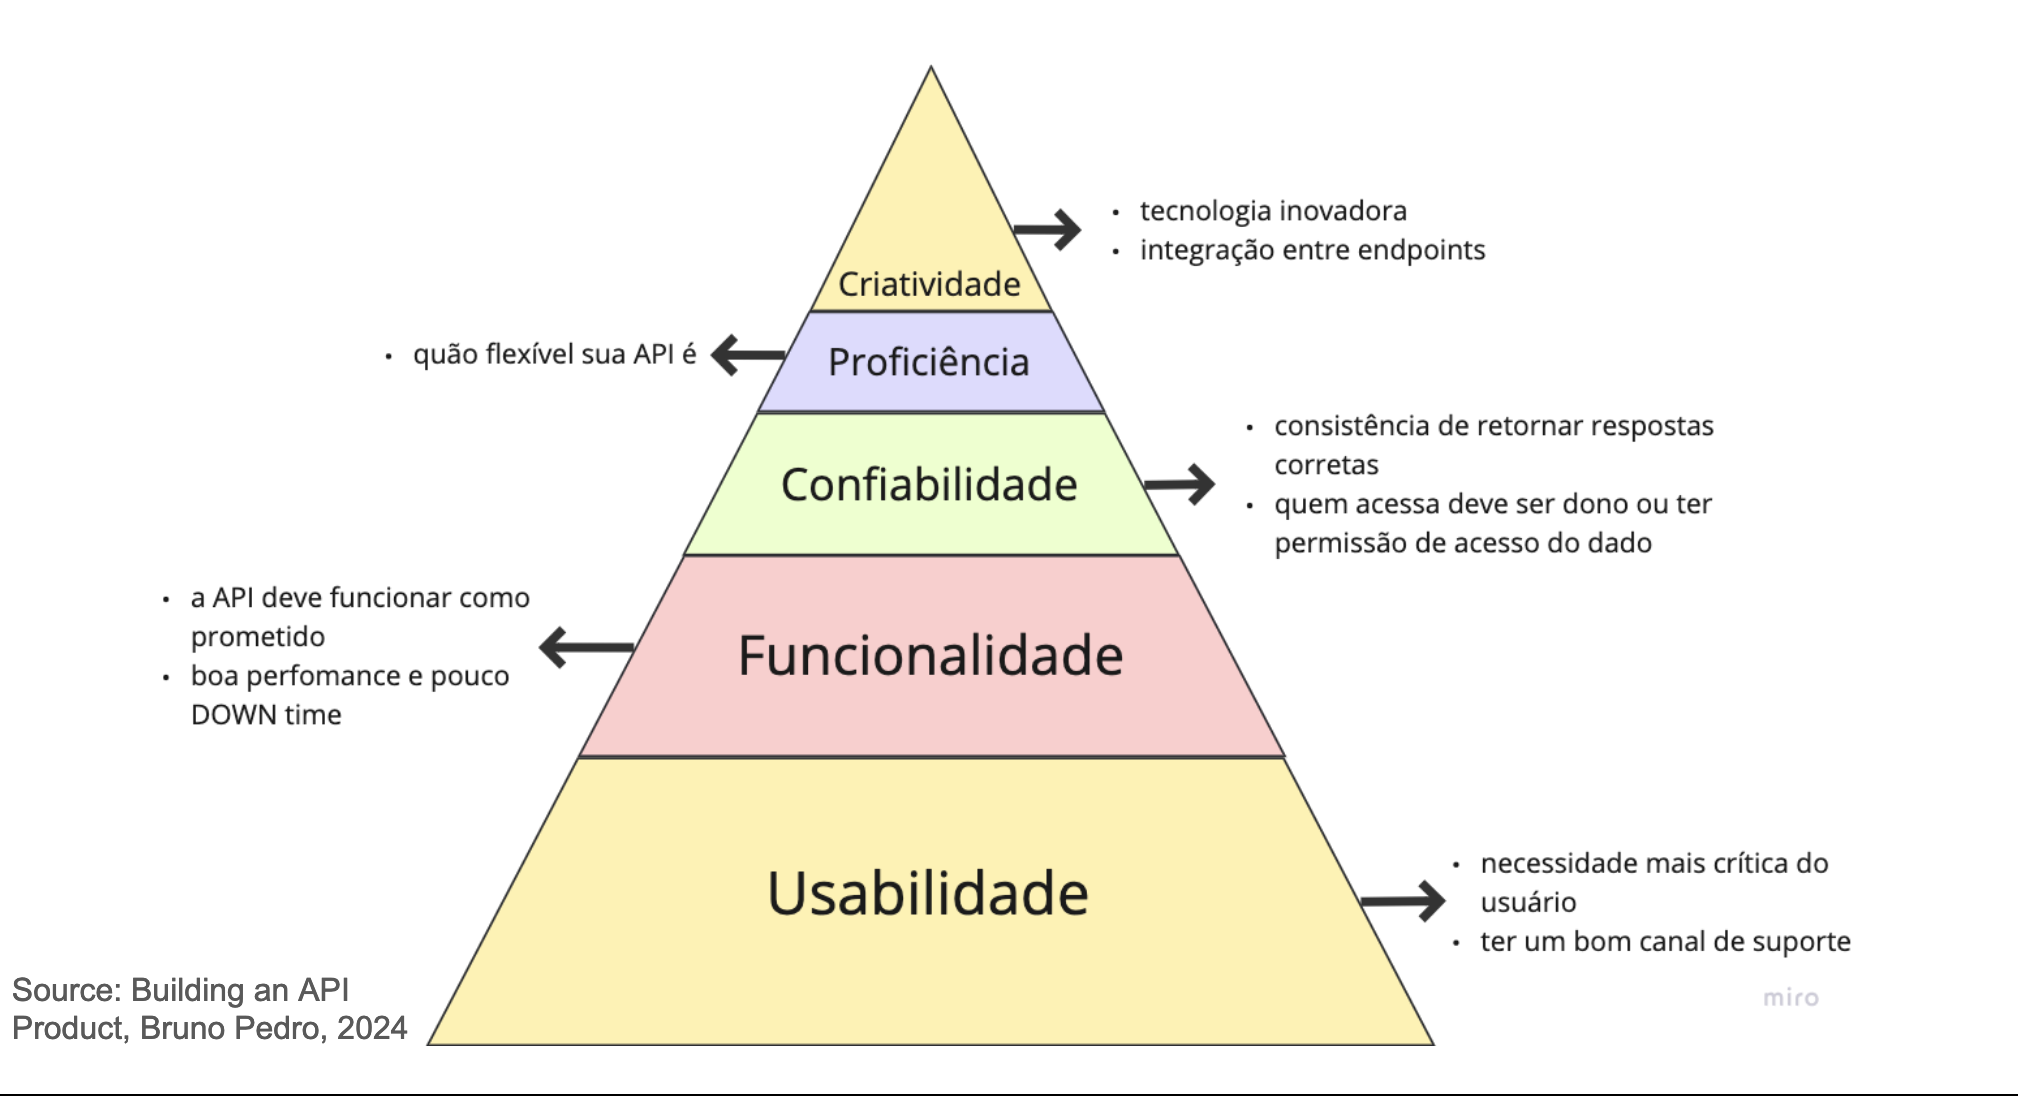 • tecnologia inovadora
• integração entre endpoints
Criatividade
• quão flexível sua API é
Proficiência
• consistência de retornar respostas
corretas
• quem acessa deve ser dono ou ter
permissão de acesso do dado
Confiabilidade
• a API deve funcionar como
prometido
• boa perfomance e pouco
DOWN time
Funcionalidade
Usabilidade
• necessidade mais crítica do
usuário
• ter um bom canal de suporte
Source: Building an API
Product, Bruno Pedro, 2024
miro